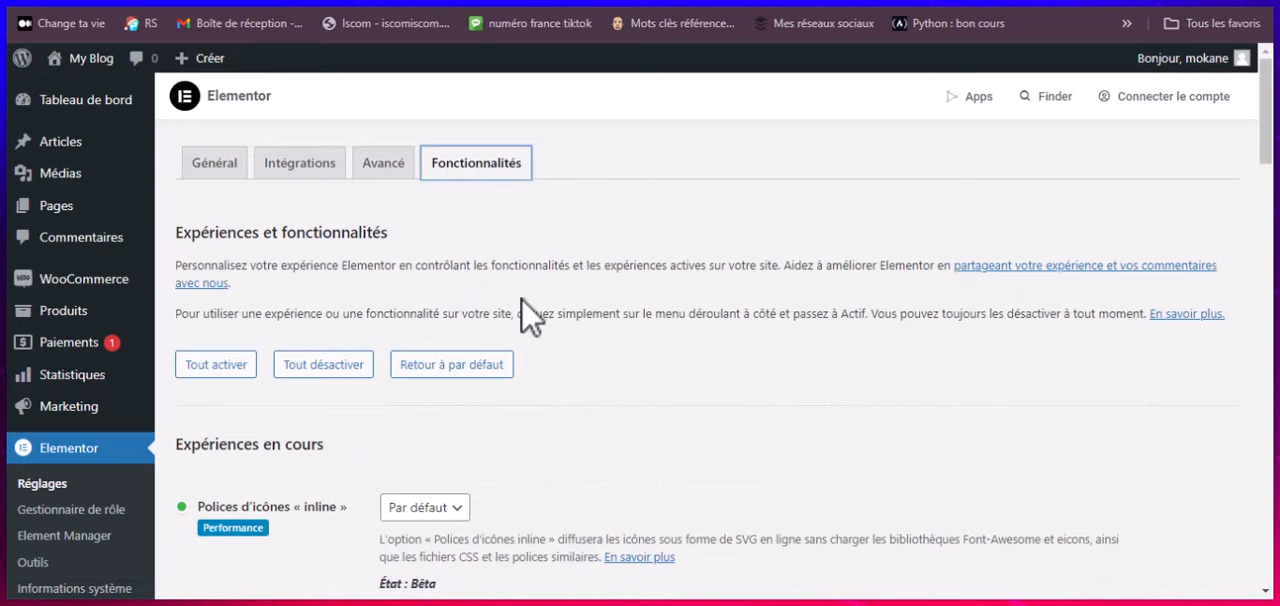 Change ta vie
RS
Boîte de réception -...
Iscom - iscomiscom....
numéro france tiktok
Mots clés référence...
Mes réseaux sociaux
Python : bon cours
»
Tous les favoris
My Blog
0
Créer
Bonjour, mokane
Tableau de bord
Articles
Médias
Pages
Commentaires
WooCommerce
Produits
Paiements 1
Statistiques
Marketing
Elementor
Réglages
Gestionnaire de rôle
Element Manager
Outils
Informations système
Elementor
Apps
Finder
Connecter le compte
Général
Intégrations
Avancé
Fonctionnalités
Expériences et fonctionnalités
Personnalisez votre expérience Elementor en contrôlant les fonctionnalités et les expériences actives sur votre site. Aidez à améliorer Elementor en partageant votre expérience et vos commentaires
avec nous.
Pour utiliser une expérience ou une fonctionnalité sur votre site, simplement sur le menu déroulant à côté et passez à Actif. Vous pouvez toujours les désactiver à tout moment. En savoir plus.
Tout activer
Tout désactiver
Retour à par défaut
Expériences en cours
Polices d'icônes « inline »
Performance
Par défaut
L'option « Polices d'icônes inline » diffusera les icônes sous forme de SVG en ligne sans charger les bibliothèques Font-Awesome et eicons, ainsi
que les fichiers CSS et les polices similaires. En savoir plus
État : Bêta